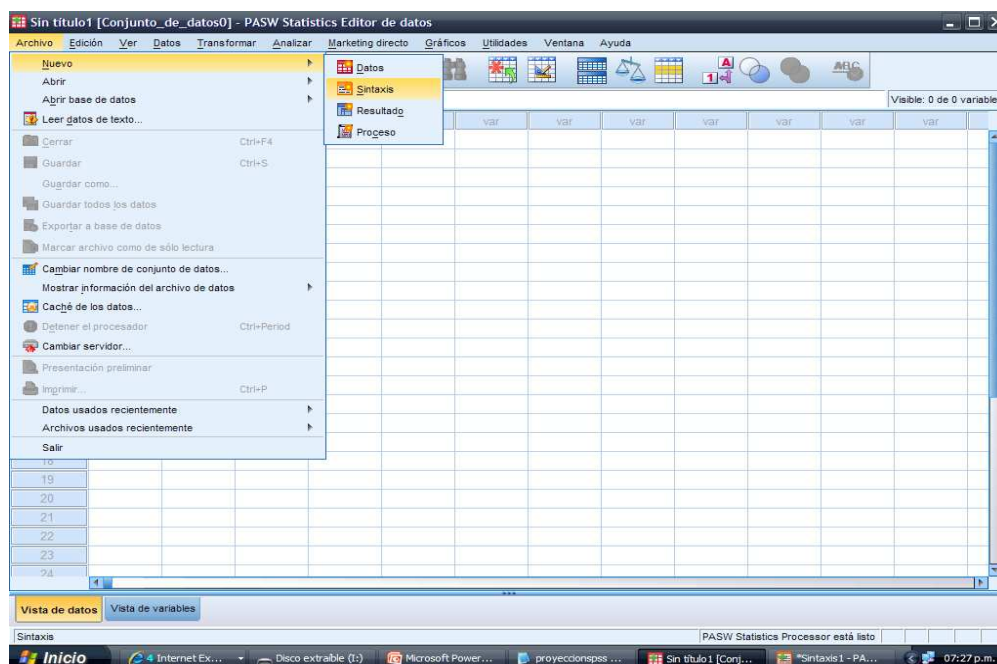 Sin título1 [Conjunto_de_datos0] - PASW Statistics Editor de datos
Archivo Edición Ver Datos Transformar Analizar Marketing directo Gráficos Utilidades Ventana Ayuda
Nuevo
Abrir
Abrir base de datos
Leer datos de texto...
Cerrar Ctrl+F4
Guardar Ctrl+S
Guardar como...
Guardar todos los datos
Exportar a base de datos
Marcar archivo como de sólo lectura
Cambiar nombre de conjunto de datos...
Mostrar información del archivo de datos
Caché de los datos...
Detener el procesador Ctrl+Period
Cambiar servidor...
Presentación preliminar
Imprimir... Ctrl+P
Datos usados recientemente
Archivos usados recientemente
Salir
Datos
Sintaxis
Resultado
Proceso
A
1
ABC
Visible: 0 de 0 variable
var var var var var var var
18
19
20
21
22
23
24
Vista de datos Vista de variables
Sintaxis PASW Statistics Processor está listo
Inicio 4 Internet Ex... Disco extraíble (I:) Microsoft Power... proyeccionspss ... Sin título1 [Conj... *Sintaxis1 - PA... 07:27 p.m.